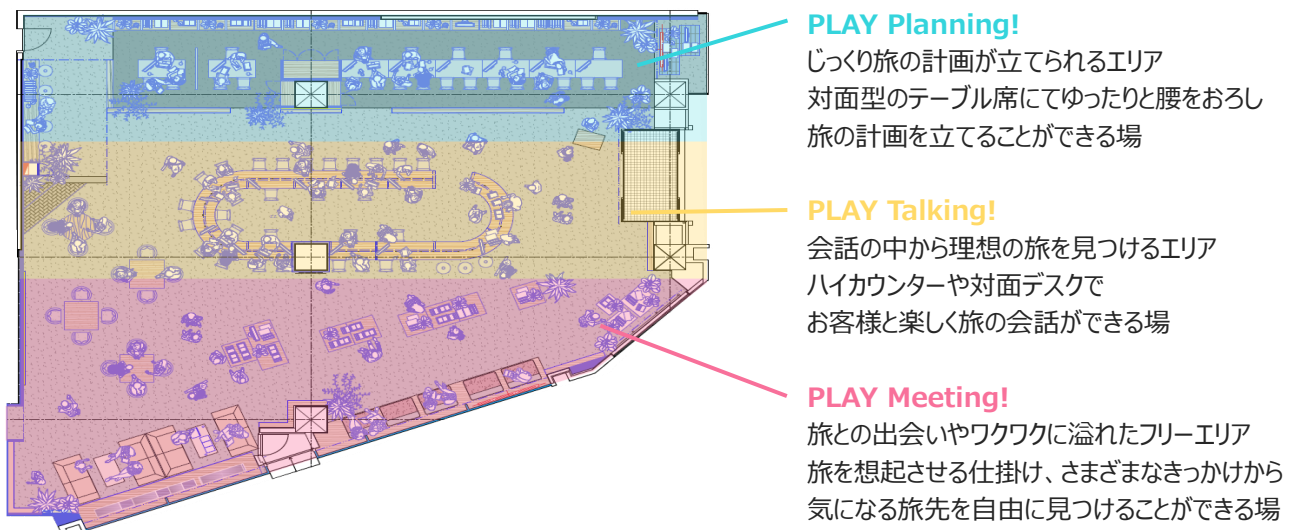 PLAY Planning!
じっくり旅の計画が立てられるエリア
対面型のテーブル席にてゆったりと腰をおろし
旅の計画を立てることができる場
PLAY Talking!
会話の中から理想の旅を見つけるエリア
ハイカウンターや対面デスクで
お客様と楽しく旅の会話ができる場
PLAY Meeting!
旅との出会いやワクワクに溢れたフリーエリア
旅を想起させる仕掛け、さまざまなきっかけから
気になる旅先を自由に見つけることができる場